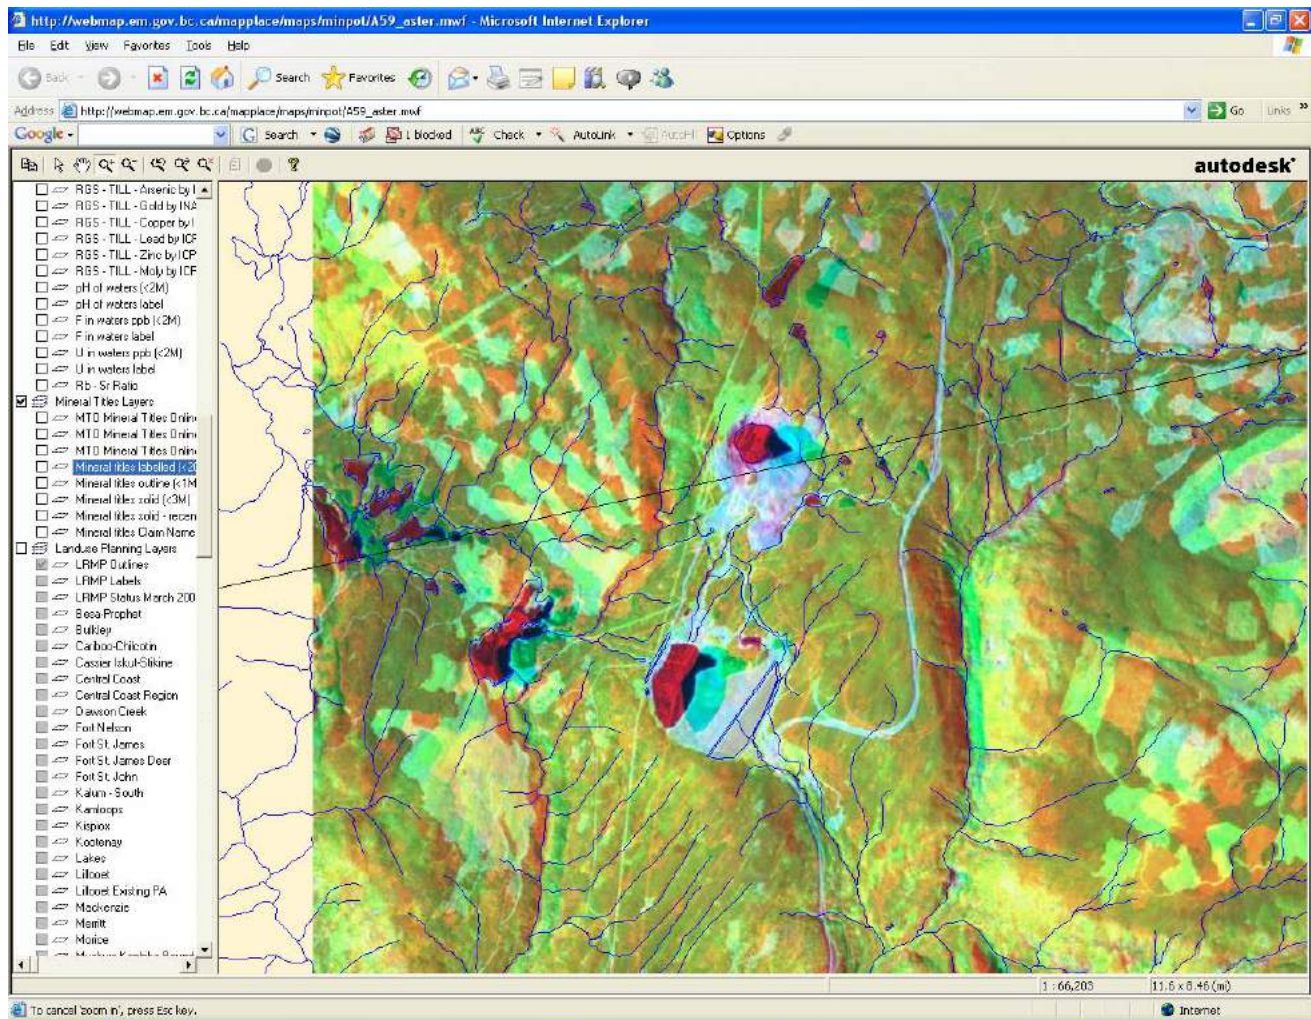 http://webmap.em.gov.bc.ca/mapplace/maps/minpot/A59_aster.mwf - Microsoft Internet Explorer
File Edit View Favorites Tools Help
Back Search Favorites
Address http://webmap.em.gov.bc.ca/mapplace/maps/minpot/A59_aster.mwf Go Links »
Google Search 1 blocked Check AutoLink AutoFill Options
autodesk
RGS - TILL - Arsenic by I
RGS - TILL - Gold by INA
RGS - TILL - Copper by I
RGS - TILL - Lead by ICP
RGS - TILL - Zinc by ICP
RGS - TILL - Moly by ICP
pH of waters (<2M)
pH of waters label
F in waters ppb (<2M)
F in waters label
U in waters ppb (<2M)
U in waters label
Rb - Sr Ratio
Mineral Titles Layers
MTO Mineral Titles Online
MTO Mineral Titles Online
MTO Mineral Titles Online
Mineral titles labelled (<20
Mineral titles outline (<1M
Mineral titles solid (<3M)
Mineral titles solid - recen
Mineral titles Claim Name
Landuse Planning Layers
LRMP Outlines
LRMP Labels
LRMP Status March 200
Besa-Prophet
Bulkley
Cariboo-Chilcotin
Cassier Iskut-Stikine
Central Coast
Central Coast Region
Dawson Creek
Fort Nelson
Fort St. James
Fort St. James Deer
Fort St. John
Kalum - South
Kamloops
Kispiox
Kootenay
Lakes
Lillooet
Lillooet Existing PA
Mackenzie
Merritt
Morice
1 : 66,203 11.6 x 8.46 (mi)
To cancel 'zoom in', press Esc key. Internet